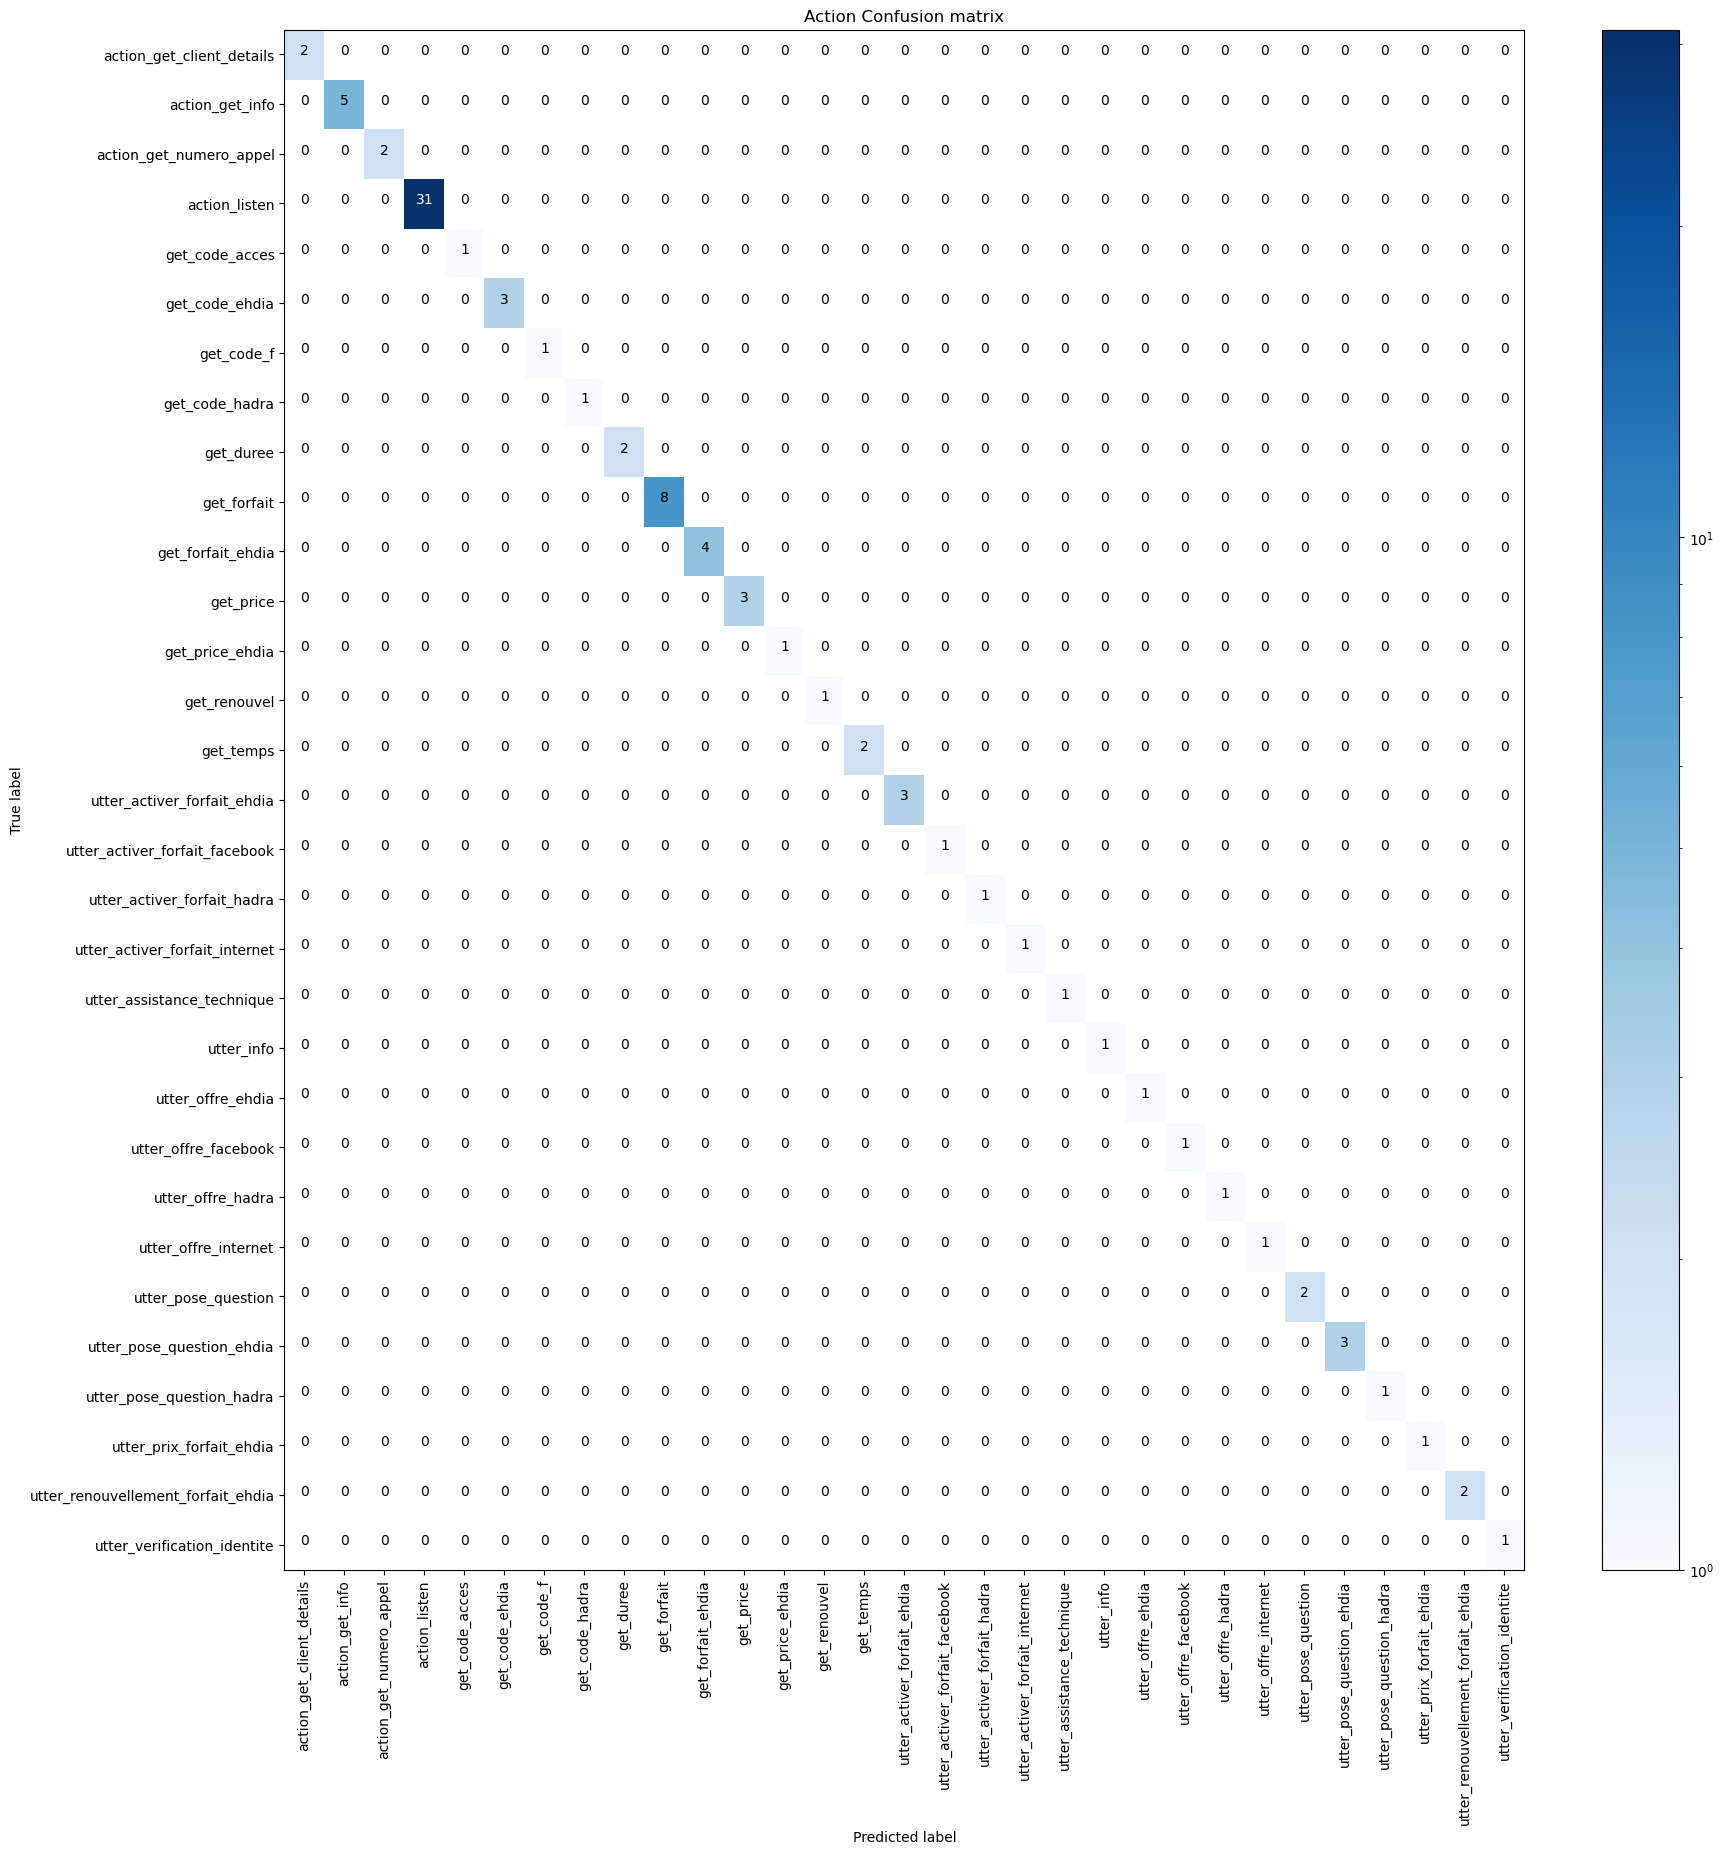 Action Confusion matrix
True label
action_get_client_details 2 0 0 0 0 0 0 0 0 0 0 0 0 0 0 0 0 0 0 0 0 0 0 0 0 0 0 0 0 0 0
action_get_info 0 5 0 0 0 0 0 0 0 0 0 0 0 0 0 0 0 0 0 0 0 0 0 0 0 0 0 0 0 0 0
action_get_numero_appel 0 0 2 0 0 0 0 0 0 0 0 0 0 0 0 0 0 0 0 0 0 0 0 0 0 0 0 0 0 0 0
action_listen 0 0 0 31 0 0 0 0 0 0 0 0 0 0 0 0 0 0 0 0 0 0 0 0 0 0 0 0 0 0 0
get_code_acces 0 0 0 0 1 0 0 0 0 0 0 0 0 0 0 0 0 0 0 0 0 0 0 0 0 0 0 0 0 0 0
get_code_ehdia 0 0 0 0 0 3 0 0 0 0 0 0 0 0 0 0 0 0 0 0 0 0 0 0 0 0 0 0 0 0 0
get_code_f 0 0 0 0 0 0 1 0 0 0 0 0 0 0 0 0 0 0 0 0 0 0 0 0 0 0 0 0 0 0 0
get_code_hadra 0 0 0 0 0 0 0 1 0 0 0 0 0 0 0 0 0 0 0 0 0 0 0 0 0 0 0 0 0 0 0
get_duree 0 0 0 0 0 0 0 0 2 0 0 0 0 0 0 0 0 0 0 0 0 0 0 0 0 0 0 0 0 0 0
get_forfait 0 0 0 0 0 0 0 0 0 8 0 0 0 0 0 0 0 0 0 0 0 0 0 0 0 0 0 0 0 0 0
get_forfait_ehdia 0 0 0 0 0 0 0 0 0 0 4 0 0 0 0 0 0 0 0 0 0 0 0 0 0 0 0 0 0 0 0
get_price 0 0 0 0 0 0 0 0 0 0 0 3 0 0 0 0 0 0 0 0 0 0 0 0 0 0 0 0 0 0 0
get_price_ehdia 0 0 0 0 0 0 0 0 0 0 0 0 1 0 0 0 0 0 0 0 0 0 0 0 0 0 0 0 0 0 0
get_renouvel 0 0 0 0 0 0 0 0 0 0 0 0 0 1 0 0 0 0 0 0 0 0 0 0 0 0 0 0 0 0 0
get_temps 0 0 0 0 0 0 0 0 0 0 0 0 0 0 2 0 0 0 0 0 0 0 0 0 0 0 0 0 0 0 0
utter_activer_forfait_ehdia 0 0 0 0 0 0 0 0 0 0 0 0 0 0 0 3 0 0 0 0 0 0 0 0 0 0 0 0 0 0 0
utter_activer_forfait_facebook 0 0 0 0 0 0 0 0 0 0 0 0 0 0 0 0 1 0 0 0 0 0 0 0 0 0 0 0 0 0 0
utter_activer_forfait_hadra 0 0 0 0 0 0 0 0 0 0 0 0 0 0 0 0 0 1 0 0 0 0 0 0 0 0 0 0 0 0 0
utter_activer_forfait_internet 0 0 0 0 0 0 0 0 0 0 0 0 0 0 0 0 0 0 1 0 0 0 0 0 0 0 0 0 0 0 0
utter_assistance_technique 0 0 0 0 0 0 0 0 0 0 0 0 0 0 0 0 0 0 0 1 0 0 0 0 0 0 0 0 0 0 0
utter_info 0 0 0 0 0 0 0 0 0 0 0 0 0 0 0 0 0 0 0 0 1 0 0 0 0 0 0 0 0 0 0
utter_offre_ehdia 0 0 0 0 0 0 0 0 0 0 0 0 0 0 0 0 0 0 0 0 0 1 0 0 0 0 0 0 0 0 0
utter_offre_facebook 0 0 0 0 0 0 0 0 0 0 0 0 0 0 0 0 0 0 0 0 0 0 1 0 0 0 0 0 0 0 0
utter_offre_hadra 0 0 0 0 0 0 0 0 0 0 0 0 0 0 0 0 0 0 0 0 0 0 0 1 0 0 0 0 0 0 0
utter_offre_internet 0 0 0 0 0 0 0 0 0 0 0 0 0 0 0 0 0 0 0 0 0 0 0 0 1 0 0 0 0 0 0
utter_pose_question 0 0 0 0 0 0 0 0 0 0 0 0 0 0 0 0 0 0 0 0 0 0 0 0 0 2 0 0 0 0 0
utter_pose_question_ehdia 0 0 0 0 0 0 0 0 0 0 0 0 0 0 0 0 0 0 0 0 0 0 0 0 0 0 3 0 0 0 0
utter_pose_question_hadra 0 0 0 0 0 0 0 0 0 0 0 0 0 0 0 0 0 0 0 0 0 0 0 0 0 0 0 1 0 0 0
utter_prix_forfait_ehdia 0 0 0 0 0 0 0 0 0 0 0 0 0 0 0 0 0 0 0 0 0 0 0 0 0 0 0 0 1 0 0
utter_renouvellement_forfait_ehdia 0 0 0 0 0 0 0 0 0 0 0 0 0 0 0 0 0 0 0 0 0 0 0 0 0 0 0 0 0 2 0
utter_verification_identite 0 0 0 0 0 0 0 0 0 0 0 0 0 0 0 0 0 0 0 0 0 0 0 0 0 0 0 0 0 0 1
action_get_client_details
action_get_info
action_get_numero_appel
action_listen
get_code_acces
get_code_ehdia
get_code_f
get_code_hadra
get_duree
get_forfait
get_forfait_ehdia
get_price
get_price_ehdia
get_renouvel
get_temps
utter_activer_forfait_ehdia
utter_activer_forfait_facebook
utter_activer_forfait_hadra
utter_activer_forfait_internet
utter_assistance_technique
utter_info
utter_offre_ehdia
utter_offre_facebook
utter_offre_hadra
utter_offre_internet
utter_pose_question
utter_pose_question_ehdia
utter_pose_question_hadra
utter_prix_forfait_ehdia
utter_renouvellement_forfait_ehdia
utter_verification_identite
Predicted label
10¹
10⁰